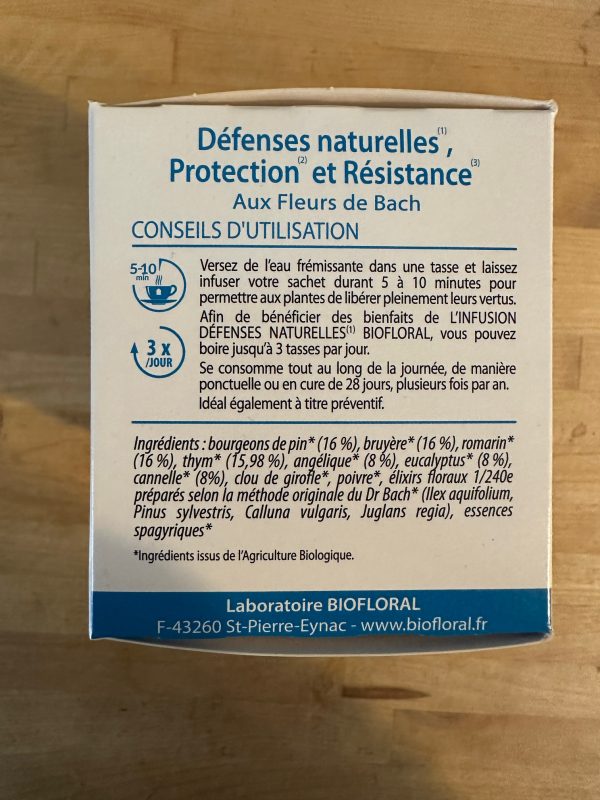 Défenses naturelles(1),
Protection(2) et Résistance(3)
Aux Fleurs de Bach
CONSEILS D'UTILISATION
5-10
min
Versez de l'eau frémissante dans une tasse et laissez
infuser votre sachet durant 5 à 10 minutes pour
permettre aux plantes de libérer pleinement leurs vertus.
Afin de bénéficier des bienfaits de L'INFUSION
DÉFENSES NATURELLES(1) BIOFLORAL, vous pouvez
boire jusqu'à 3 tasses par jour.
3 x
/JOUR
Se consomme tout au long de la journée, de manière
ponctuelle ou en cure de 28 jours, plusieurs fois par an.
Idéal également à titre préventif.
Ingrédients : bourgeons de pin* (16 %), bruyère* (16 %), romarin*
(16 %), thym* (15,98 %), angélique* (8 %), eucalyptus* (8 %),
cannelle* (8%), clou de girofle*, poivre*, élixirs floraux 1/240e
préparés selon la méthode originale du Dr Bach* (Ilex aquifolium,
Pinus sylvestris, Calluna vulgaris, Juglans regia), essences
spagyriques*
*Ingrédients issus de l'Agriculture Biologique.
Laboratoire BIOFLORAL
F-43260 St-Pierre-Eynac - www.biofloral.fr